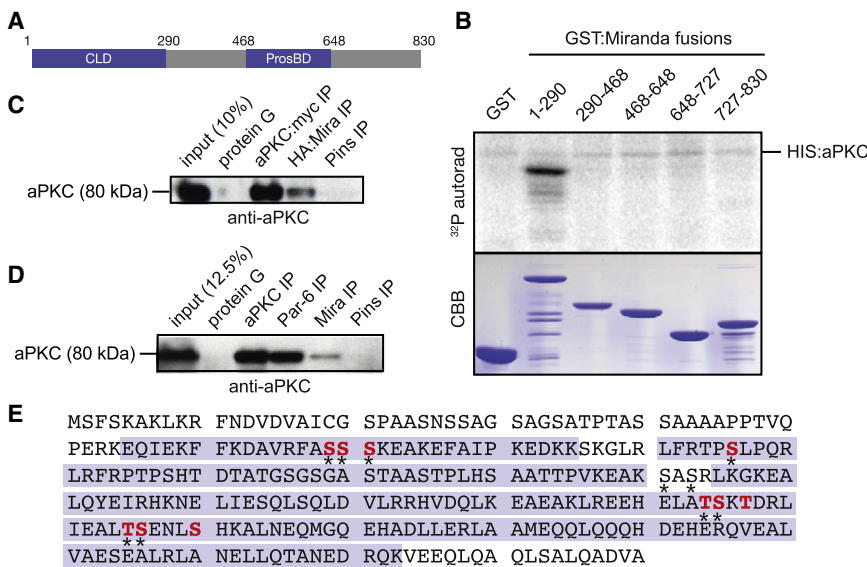 A
1 290 468 648 830
CLD ProsBD
B
GST:Miranda fusions
GST 1-290 290-468 468-648 648-727 727-830
HIS:aPKC
32P autorad
CBB
C
input (10%) protein G aPKC:myc IP HA:Mira IP Pins IP
aPKC (80 kDa)
anti-aPKC
D
input (12.5%) protein G aPKC IP Par-6 IP Mira IP Pins IP
aPKC (80 kDa)
anti-aPKC
E
MSFSKAKLKR FNDVDVAICG SPAASNSSAG SAGSATPTAS SAAAAPPTVQ
PERKEQIEKF FKDAVRFASS SKEAKEFAIP KEDKKSKGLR LFRTPSLPQR
* * * *
LRFRPTPSHT DTATGSGSGA STAASTPLHS AATTPVKEAK SASRLKGKEA
* *
LQYEIRHKNE LIESQLSQLD VLRRHVDQLK EAEAKLREEH ELATSKTDRL
* *
IEALTSENLS HKALNEQMGQ EHADLLERLA AMEQQLQQQH DEHERQVEAL
* *
VAESEALRLA NELLQTANED RQKVEEQLQA QLSALQADVA